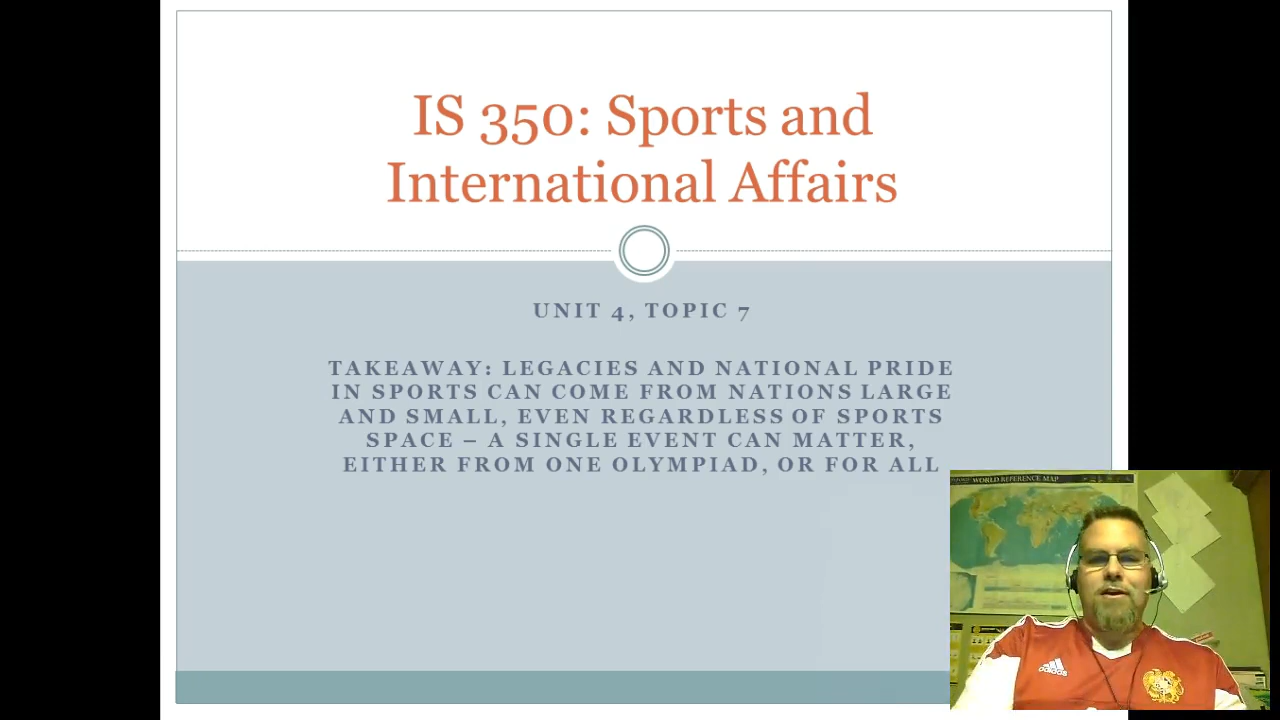 IS 350: Sports and
International Affairs
UNIT 4, TOPIC 7
TAKEAWAY: LEGACIES AND NATIONAL PRIDE
IN SPORTS CAN COME FROM NATIONS LARGE
AND SMALL, EVEN REGARDLESS OF SPORTS
SPACE – A SINGLE EVENT CAN MATTER,
EITHER FROM ONE OLYMPIAD, OR FOR ALL
WORLD REFERENCE MAP
adidas